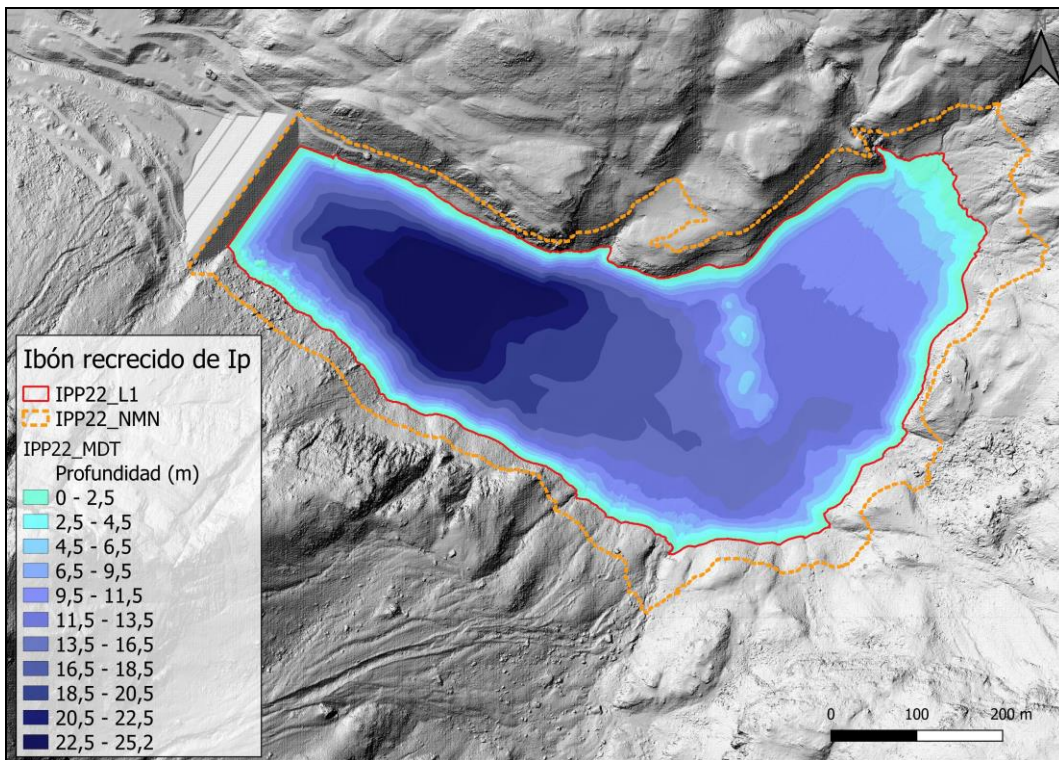 Ibón recrecido de Ip
IPP22_L1
IPP22_NMN
IPP22_MDT
Profundidad (m)
0 - 2,5
2,5 - 4,5
4,5 - 6,5
6,5 - 9,5
9,5 - 11,5
11,5 - 13,5
13,5 - 16,5
16,5 - 18,5
18,5 - 20,5
20,5 - 22,5
22,5 - 25,2
0 100 200 m